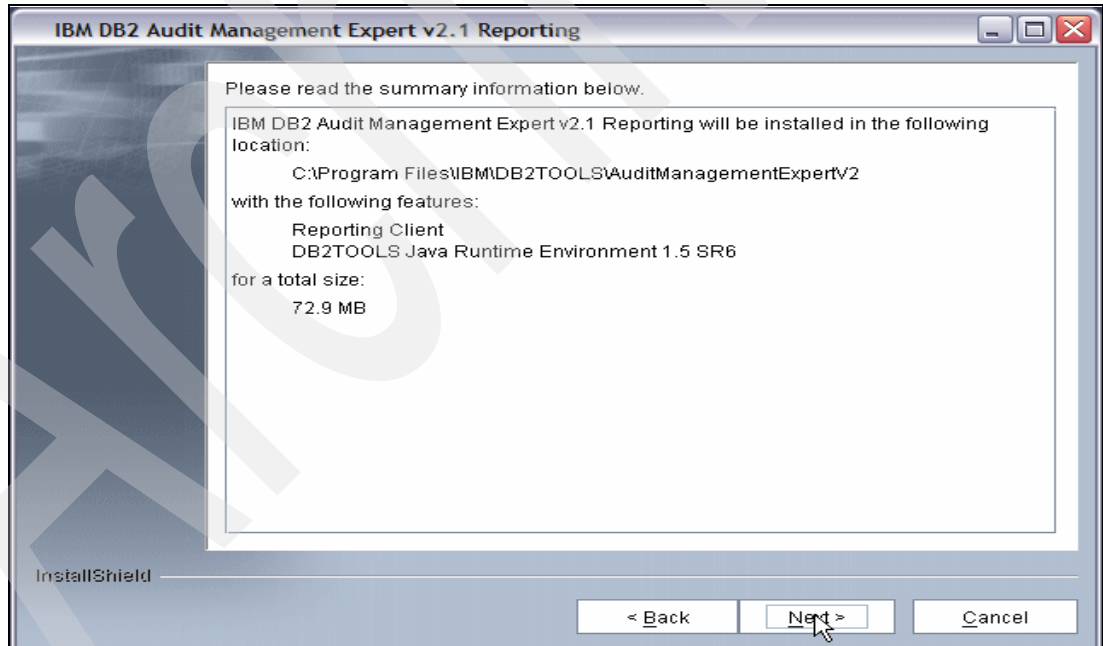 IBM DB2 Audit Management Expert v2.1 Reporting
Please read the summary information below.
IBM DB2 Audit Management Expert v2.1 Reporting will be installed in the following
location:
C:\Program Files\IBM\DB2TOOLS\AuditManagementExpertV2
with the following features:
Reporting Client
DB2TOOLS Java Runtime Environment 1.5 SR6
for a total size:
72.9 MB
InstallShield
< Back
Next >
Cancel